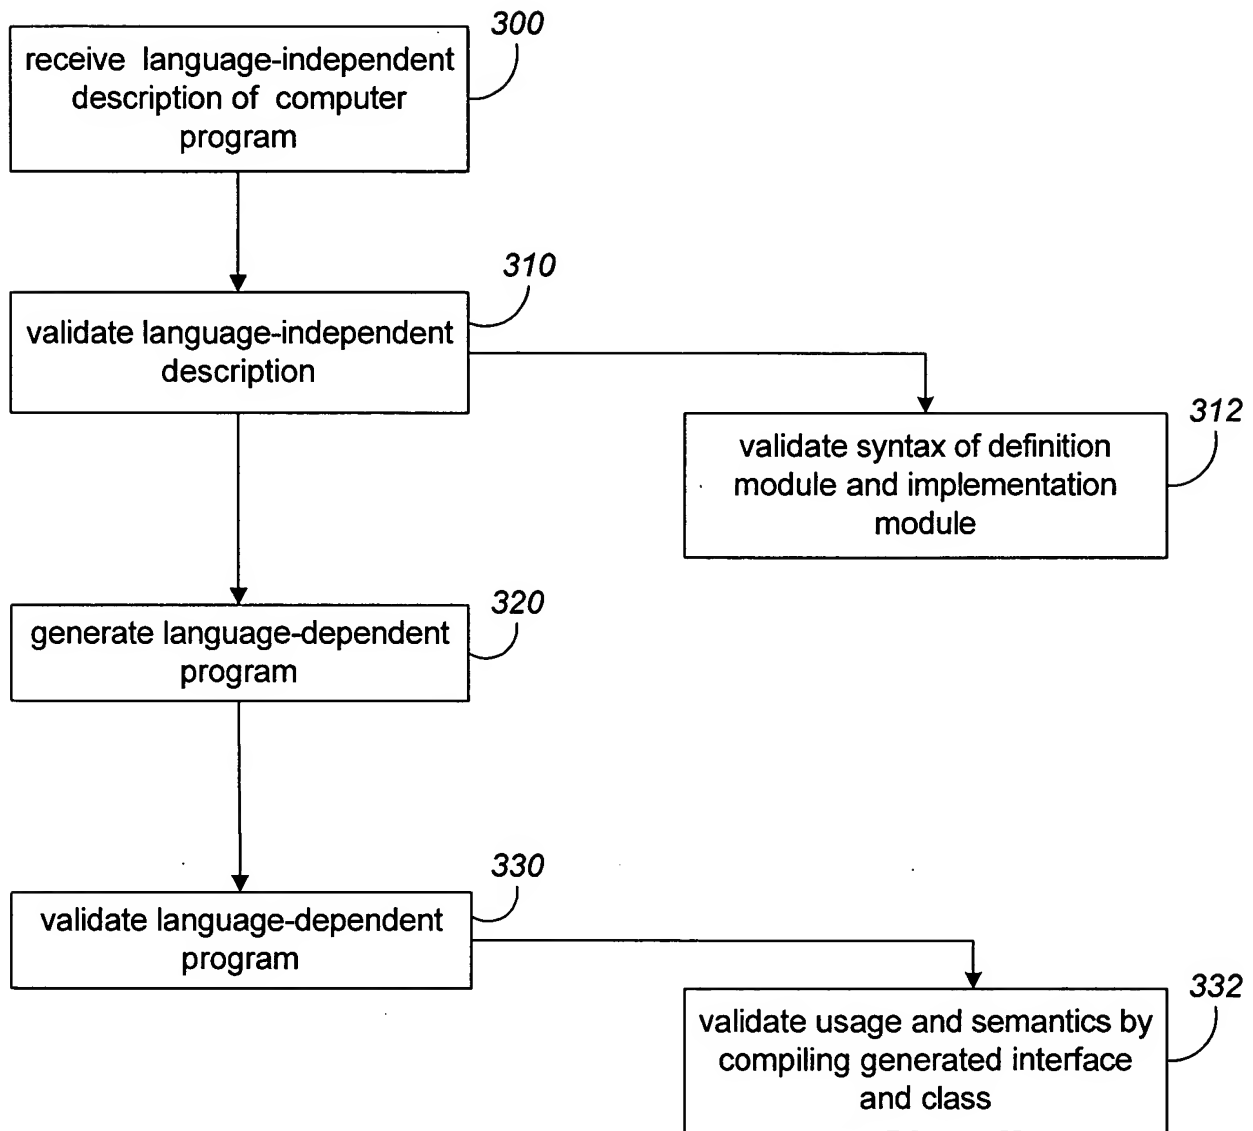 300
receive language-independent
description of computer
program
310
validate language-independent
description
312
validate syntax of definition
module and implementation
module
320
generate language-dependent
program
330
validate language-dependent
program
332
validate usage and semantics by
compiling generated interface
and class